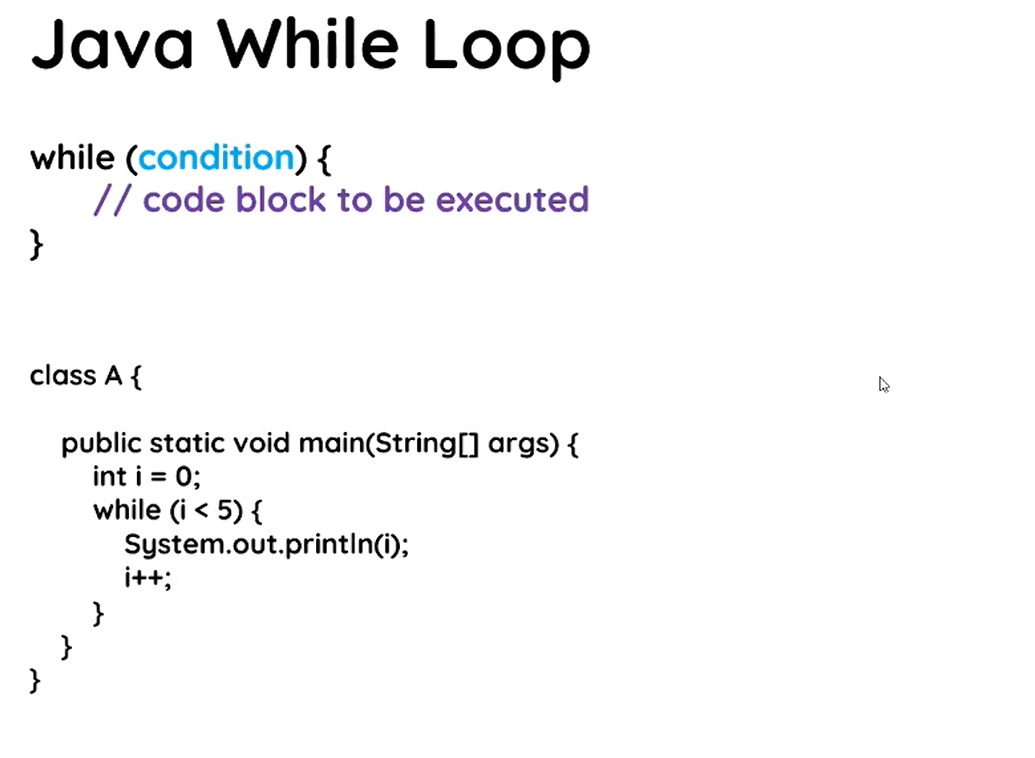 Java While Loop
while (condition) {
// code block to be executed
}
class A {
public static void main(String[] args) {
int i = 0;
while (i < 5) {
System.out.println(i);
i++;
}
}
}